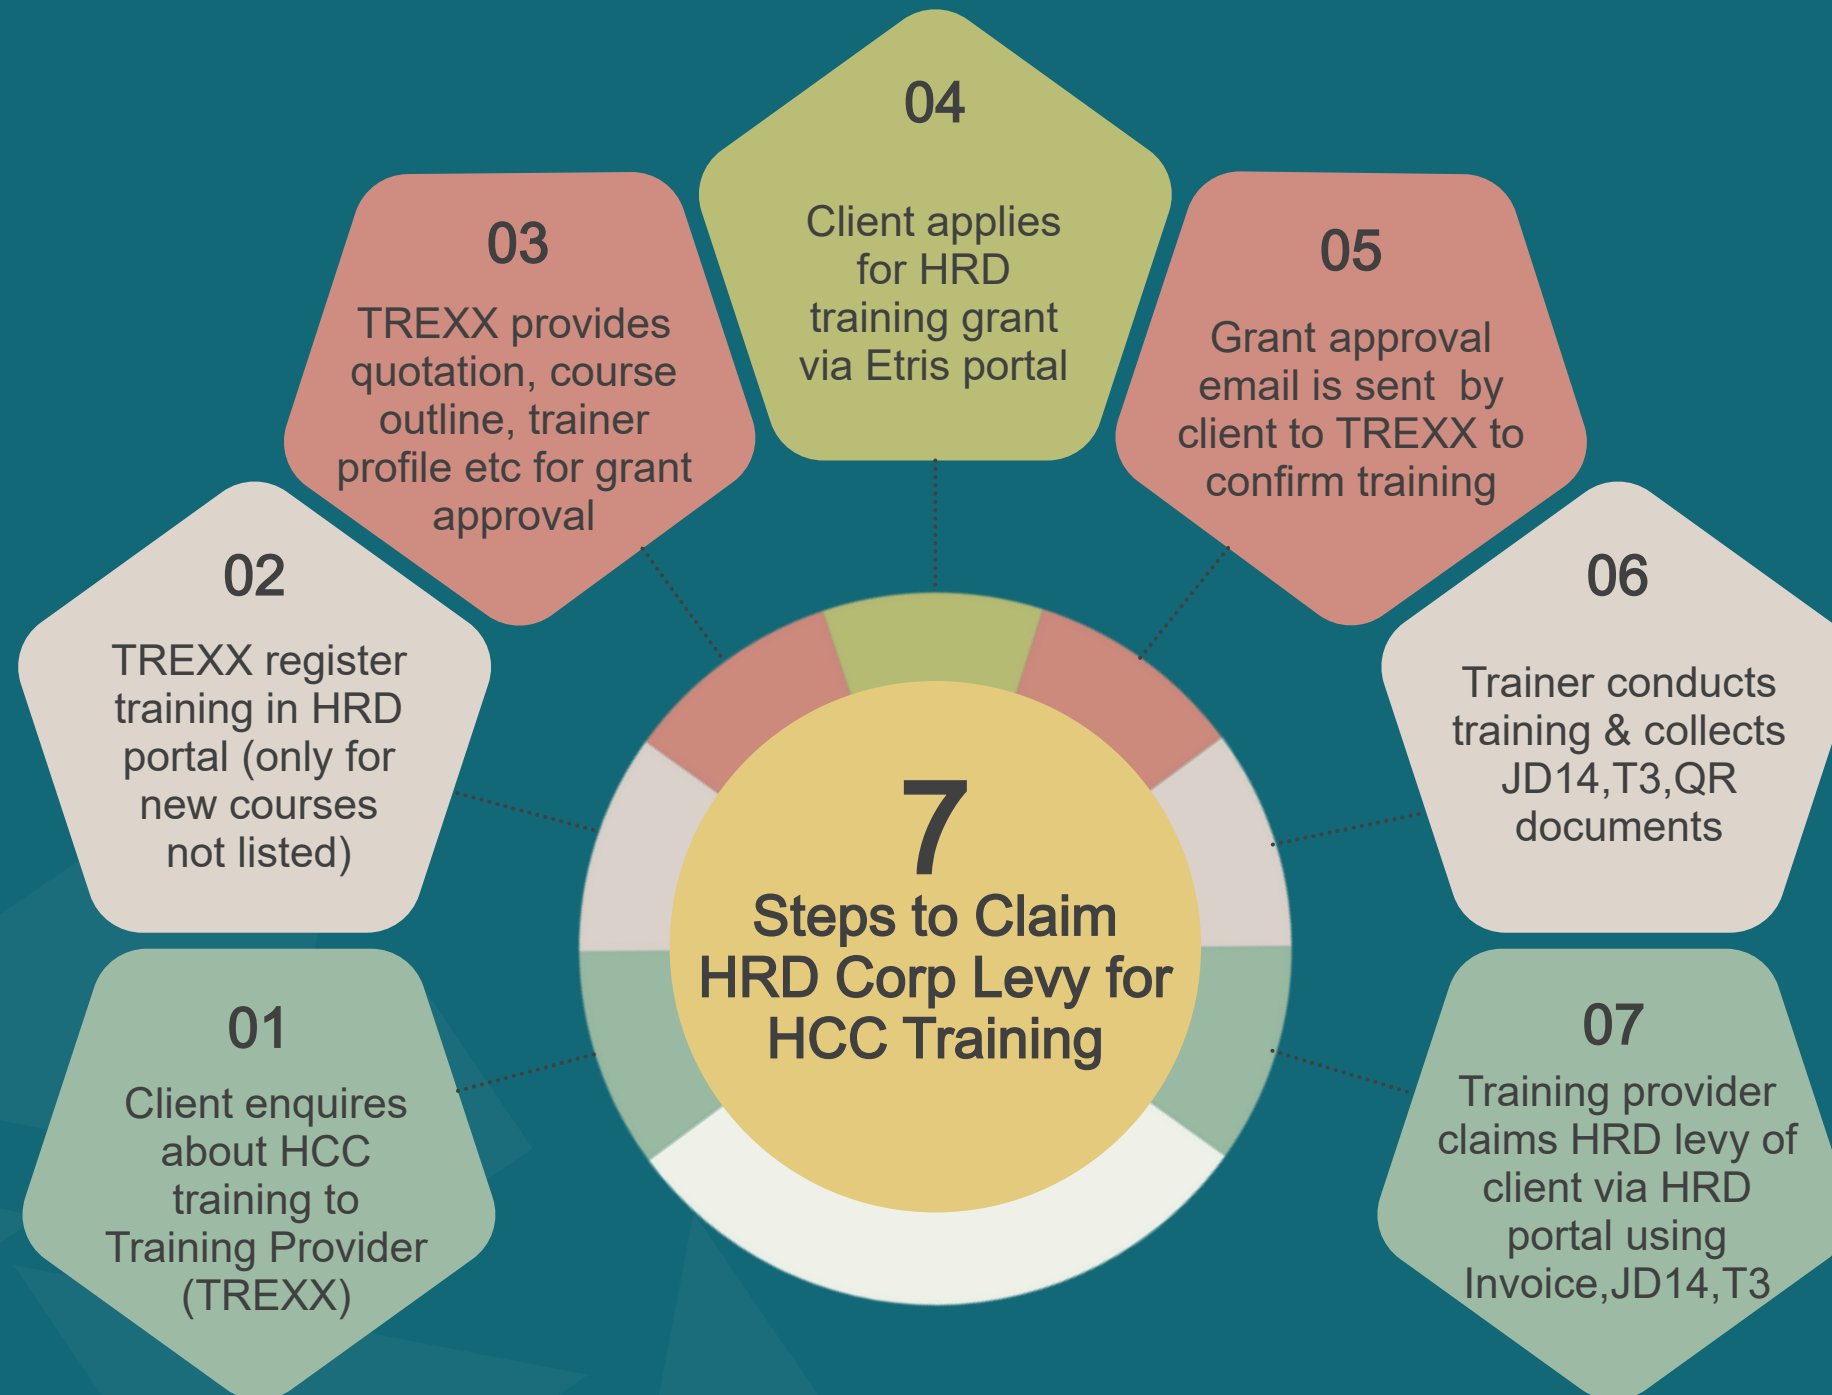 7
Steps to Claim
HRD Corp Levy for
HCC Training
01
Client enquires
about HCC
training to
Training Provider
(TREXX)
02
TREXX register
training in HRD
portal (only for
new courses
not listed)
03
TREXX provides
quotation, course
outline, trainer
profile etc for grant
approval
04
Client applies
for HRD
training grant
via Etris portal
05
Grant approval
email is sent  by
client to TREXX to
confirm training
06
Trainer conducts
training & collects
JD14,T3,QR
documents
07
Training provider
claims HRD levy of
client via HRD
portal using
Invoice,JD14,T3